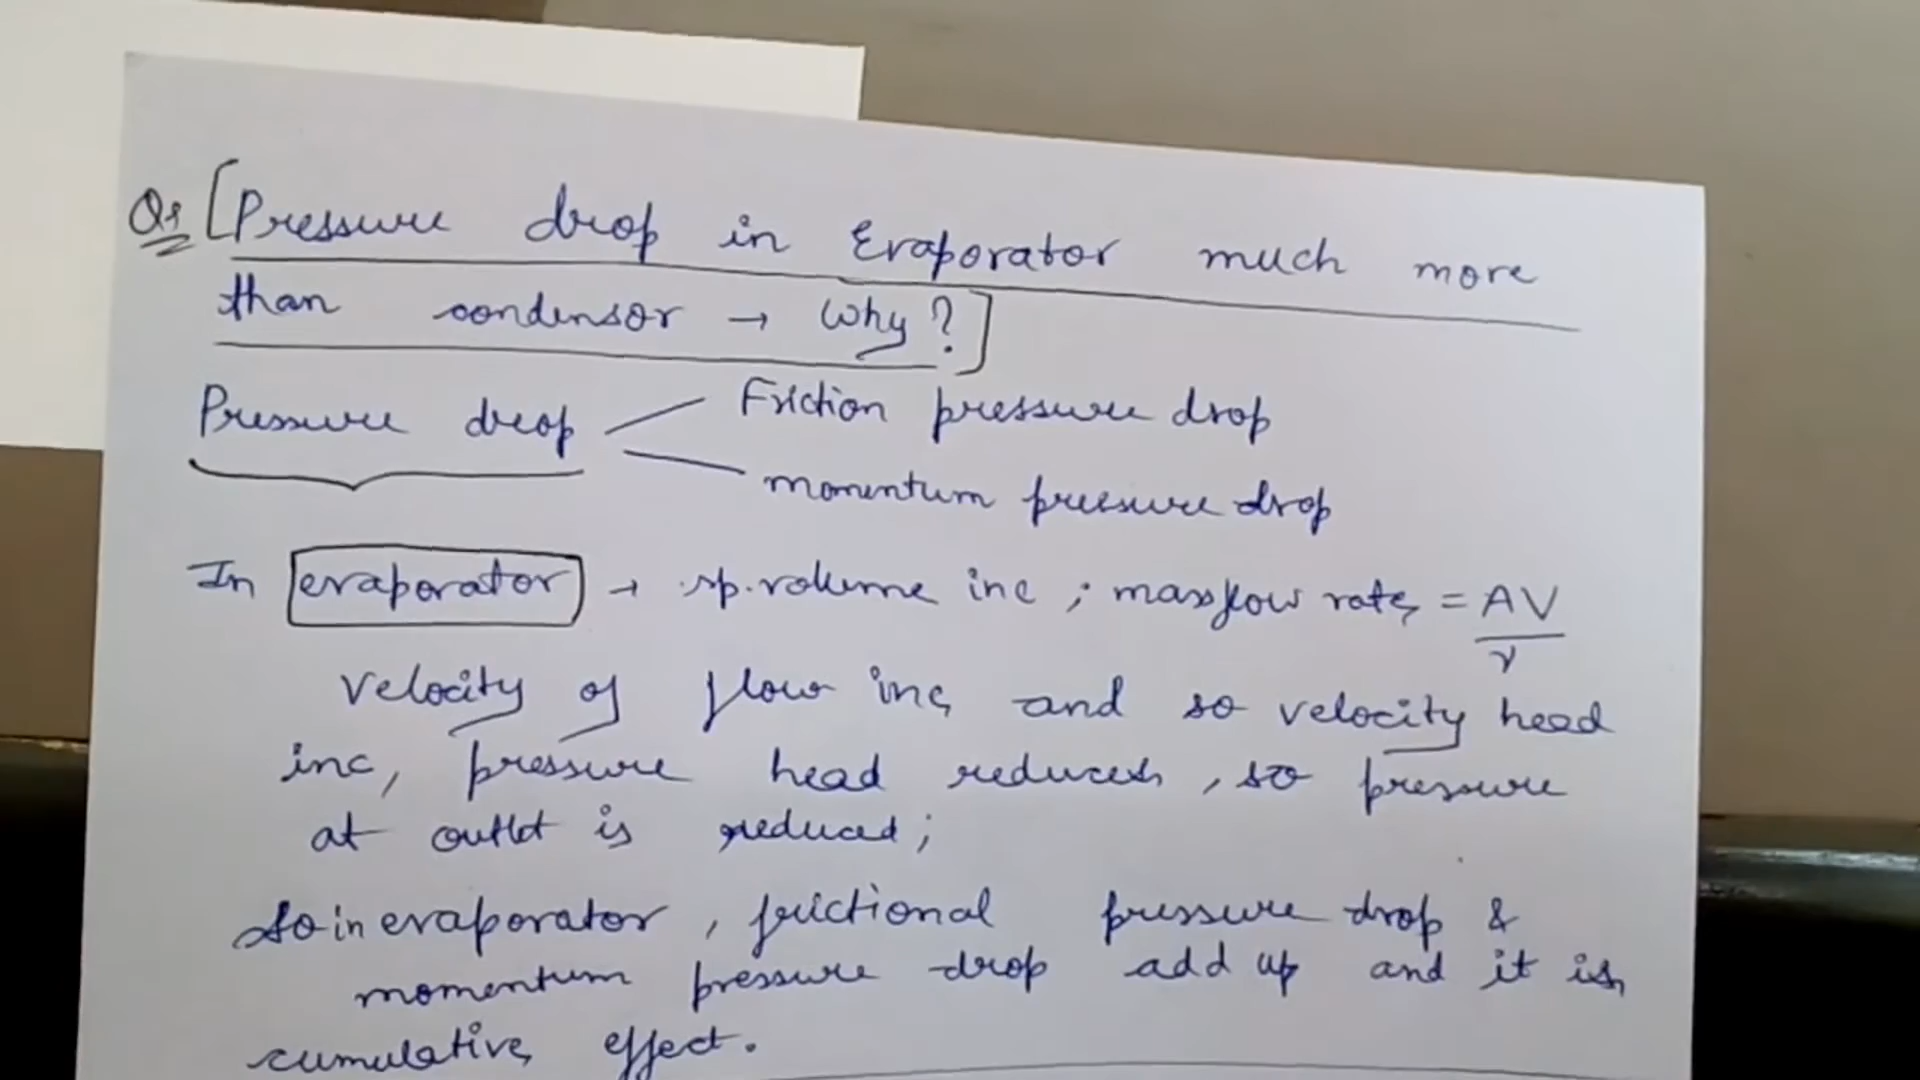 Q1 [Pressure drop in Evaporator much more
than condensor → Why?]
Pressure drop
Friction pressure drop
momentum pressure drop
In evaporator → sp. volume inc ; massflow rate = AV/v
velocity of flow inc, and so velocity head
inc, pressure head reduces, so pressure
at outlet is reduced;
So in evaporator, frictional pressure drop &
momentum pressure drop add up and it is
cumulative effect.